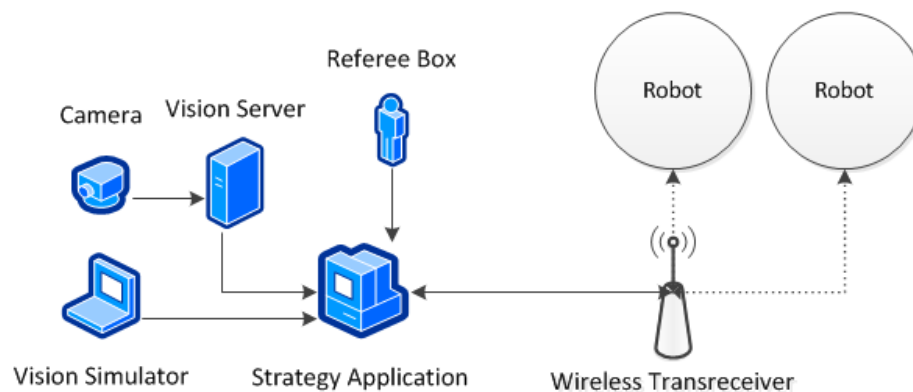 Referee Box
Camera
Vision Server
Robot
Robot
Vision Simulator
Strategy Application
Wireless Transreceiver